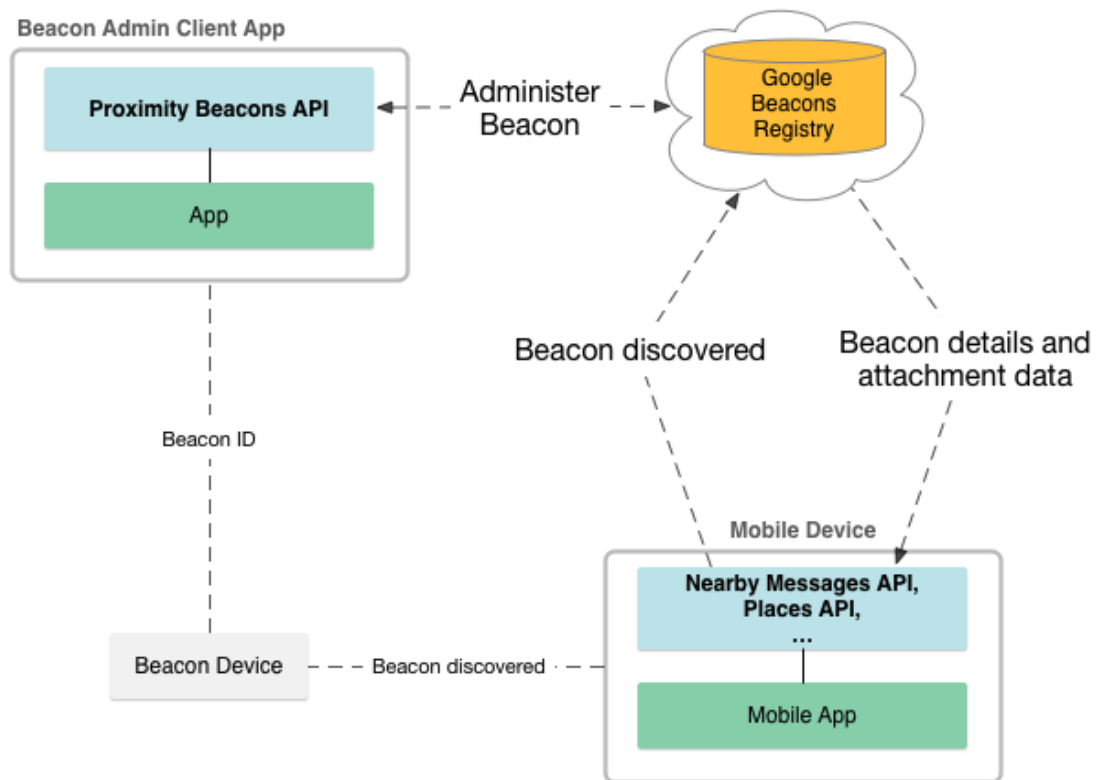 Beacon Admin Client App
Proximity Beacons API
App
Administer
Beacon
Google
Beacons
Registry
Beacon discovered
Beacon details and
attachment data
Beacon ID
Mobile Device
Nearby Messages API,
Places API,
...
Mobile App
Beacon Device
Beacon discovered